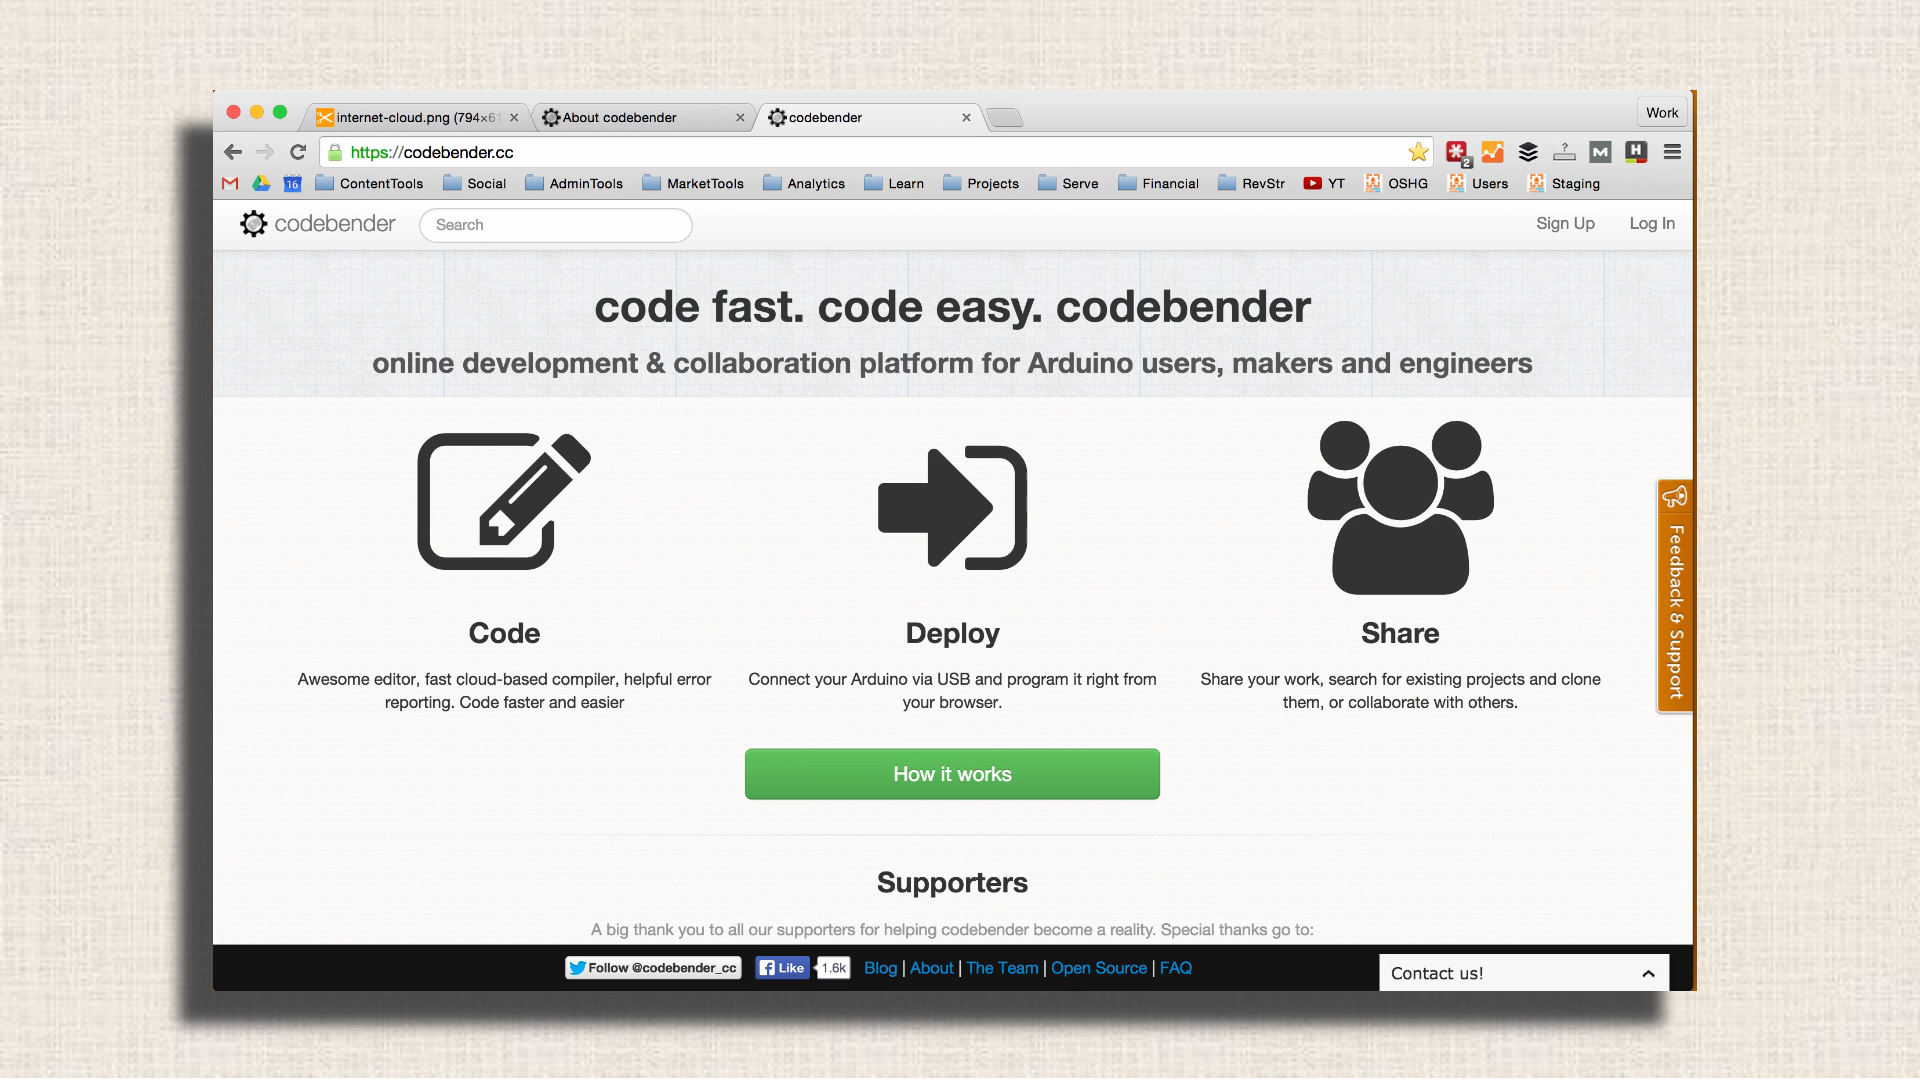 internet-cloud.png (794×61
About codebender
codebender
Work
https://codebender.cc
2
?
M
H
16
ContentTools
Social
AdminTools
MarketTools
Analytics
Learn
Projects
Serve
Financial
RevStr
YT
OSHG
Users
Staging
codebender
Search
Sign Up
Log In
code fast. code easy. codebender
online development & collaboration platform for Arduino users, makers and engineers
Code
Deploy
Share
Awesome editor, fast cloud-based compiler, helpful error
reporting. Code faster and easier
Connect your Arduino via USB and program it right from
your browser.
Share your work, search for existing projects and clone
them, or collaborate with others.
Feedback & Support
How it works
Supporters
A big thank you to all our supporters for helping codebender become a reality. Special thanks go to:
Follow @codebender_cc
Like
1.6k
Blog | About | The Team | Open Source | FAQ
Contact us!